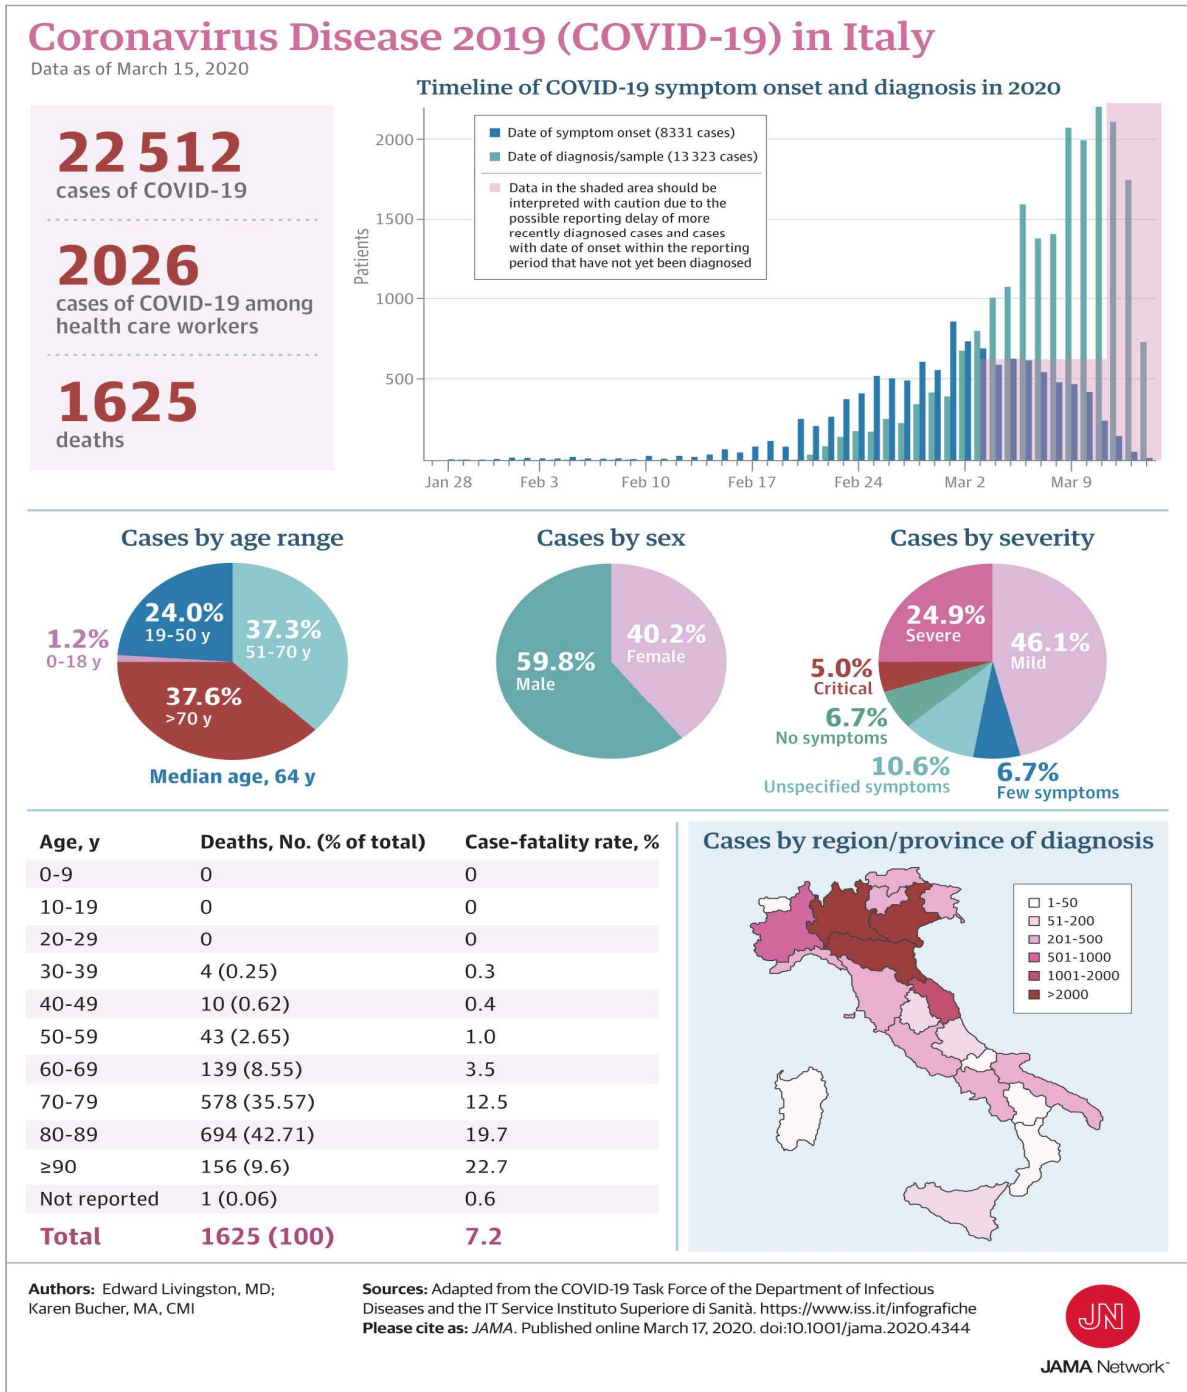 Coronavirus Disease 2019 (COVID-19) in Italy
Data as of March 15, 2020
22 512
cases of COVID-19
2026
cases of COVID-19 among
health care workers
1625
deaths
Timeline of COVID-19 symptom onset and diagnosis in 2020
Date of symptom onset (8331 cases)
Date of diagnosis/sample (13 323 cases)
Data in the shaded area should be
interpreted with caution due to the
possible reporting delay of more
recently diagnosed cases and cases
with date of onset within the reporting
period that have not yet been diagnosed
Patients
2000
1500
1000
500
Jan 28 Feb 3 Feb 10 Feb 17 Feb 24 Mar 2 Mar 9
Cases by age range
24.0%
19-50 y
37.3%
51-70 y
1.2%
0-18 y
37.6%
>70 y
Median age, 64 y
Cases by sex
40.2%
Female
59.8%
Male
Cases by severity
24.9%
Severe
46.1%
Mild
5.0%
Critical
6.7%
No symptoms
10.6%
Unspecified symptoms
6.7%
Few symptoms
Age, y Deaths, No. (% of total) Case-fatality rate, %
0-9 0 0
10-19 0 0
20-29 0 0
30-39 4 (0.25) 0.3
40-49 10 (0.62) 0.4
50-59 43 (2.65) 1.0
60-69 139 (8.55) 3.5
70-79 578 (35.57) 12.5
80-89 694 (42.71) 19.7
≥90 156 (9.6) 22.7
Not reported 1 (0.06) 0.6
Total 1625 (100) 7.2
Cases by region/province of diagnosis
1-50
51-200
201-500
501-1000
1001-2000
>2000
Authors: Edward Livingston, MD;
Karen Bucher, MA, CMI
Sources: Adapted from the COVID-19 Task Force of the Department of Infectious
Diseases and the IT Service Instituto Superiore di Sanità. https://www.iss.it/infografiche
Please cite as: JAMA. Published online March 17, 2020. doi:10.1001/jama.2020.4344
JN
JAMA Network™